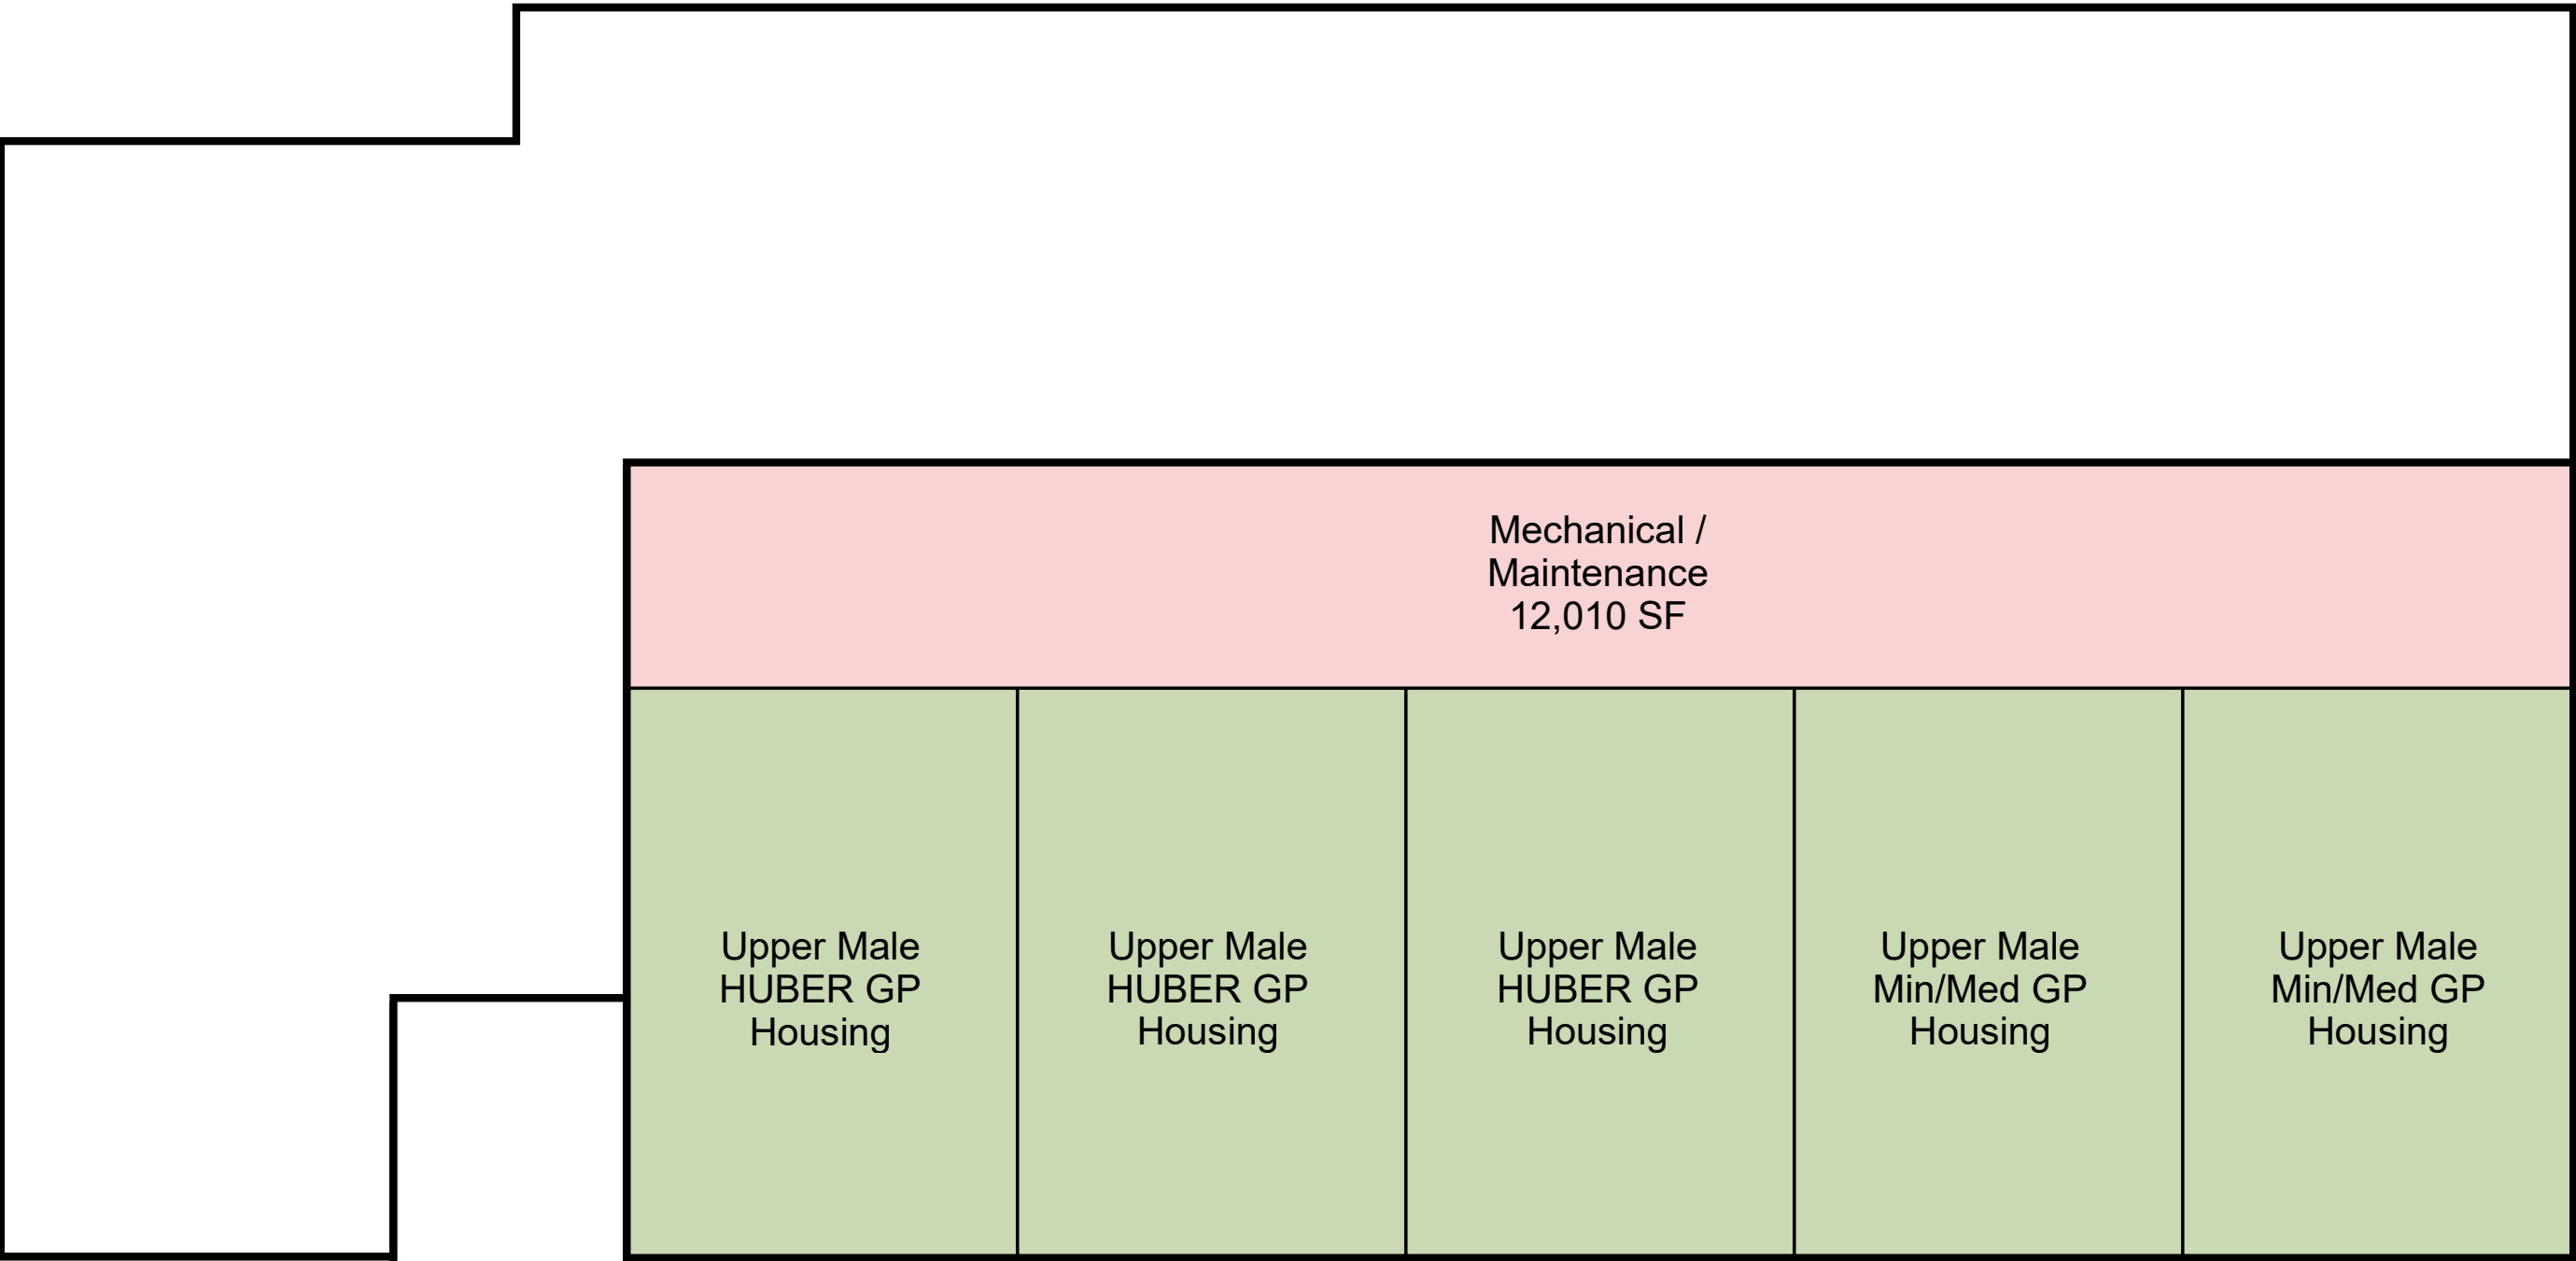 Mechanical /
Maintenance
12,010 SF
Upper Male
HUBER GP
Housing
Upper Male
HUBER GP
Housing
Upper Male
HUBER GP
Housing
Upper Male
Min/Med GP
Housing
Upper Male
Min/Med GP
Housing